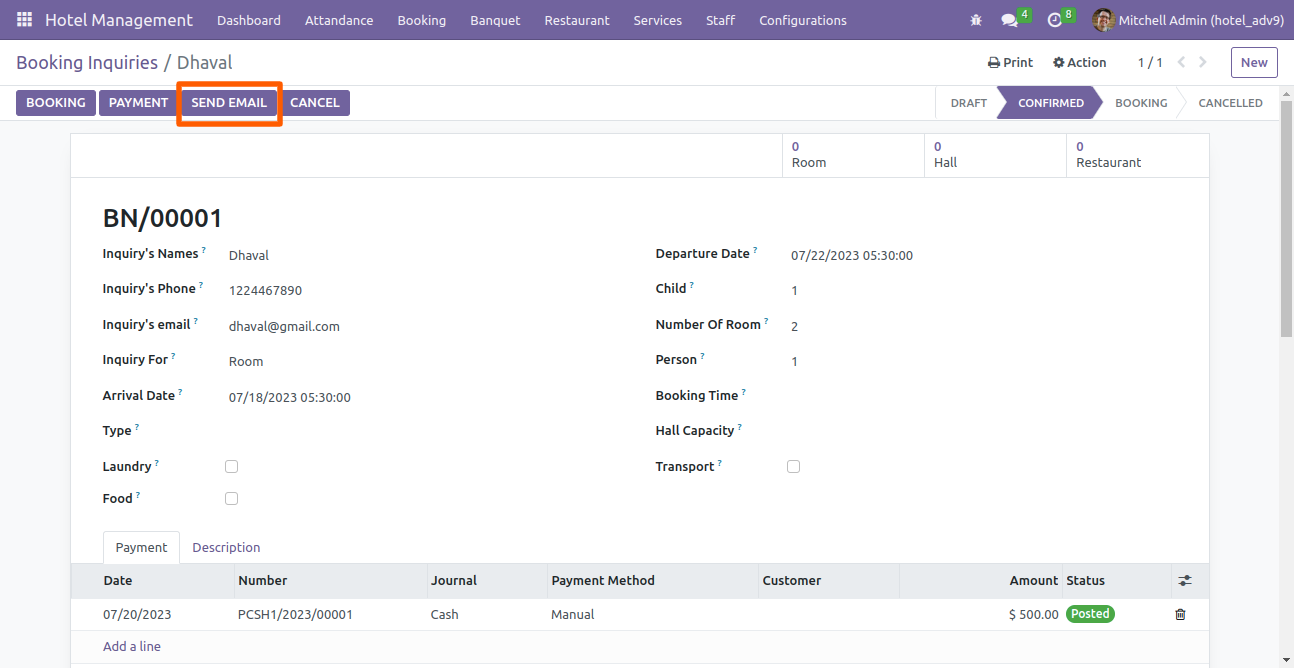 Hotel Management Dashboard Attandance Booking Banquet Restaurant Services Staff Configurations 4 8 Mitchell Admin (hotel_adv9)
Booking Inquiries / Dhaval Print Action 1 / 1 New
BOOKING PAYMENT SEND EMAIL CANCEL DRAFT CONFIRMED BOOKING CANCELLED
0 0 0
Room Hall Restaurant
BN/00001
Inquiry's Names ? Dhaval Departure Date ? 07/22/2023 05:30:00
Inquiry's Phone ? 1224467890 Child ? 1
Inquiry's email ? dhaval@gmail.com Number Of Room ? 2
Inquiry For ? Room Person ? 1
Arrival Date ? 07/18/2023 05:30:00 Booking Time ?
Type ? Hall Capacity ?
Laundry ? Transport ?
Food ?
Payment Description
Date Number Journal Payment Method Customer Amount Status
07/20/2023 PCSH1/2023/00001 Cash Manual $ 500.00 Posted
Add a line